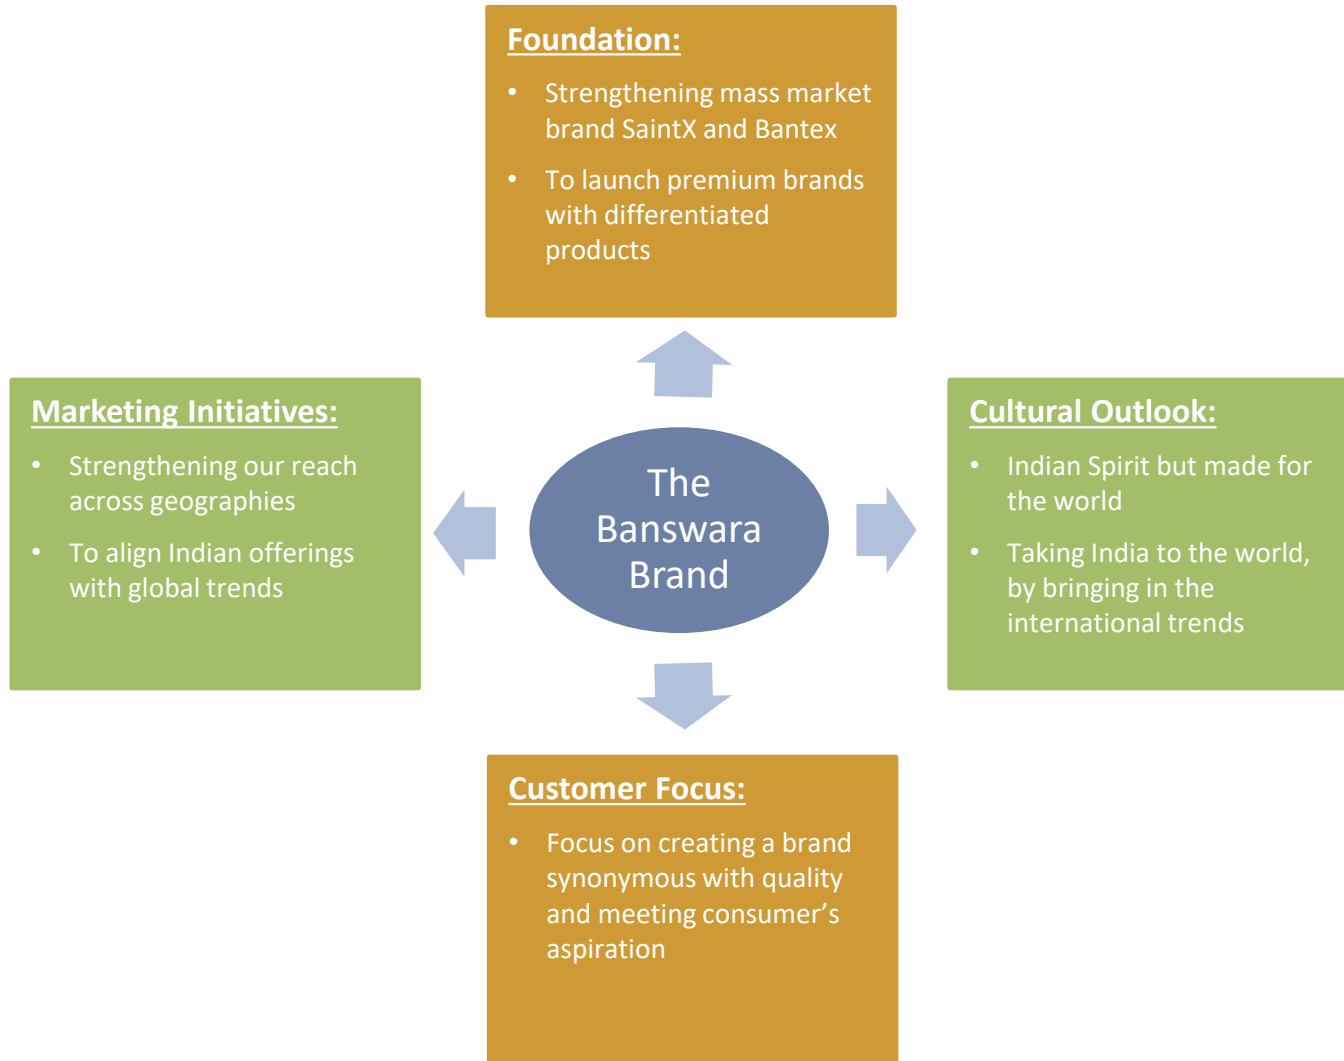 Foundation:
• Strengthening mass market
brand SaintX and Bantex
• To launch premium brands
with differentiated
products
Marketing Initiatives:
• Strengthening our reach
across geographies
• To align Indian offerings
with global trends
The
Banswara
Brand
Cultural Outlook:
• Indian Spirit but made for
the world
• Taking India to the world,
by bringing in the
international trends
Customer Focus:
• Focus on creating a brand
synonymous with quality
and meeting consumer’s
aspiration